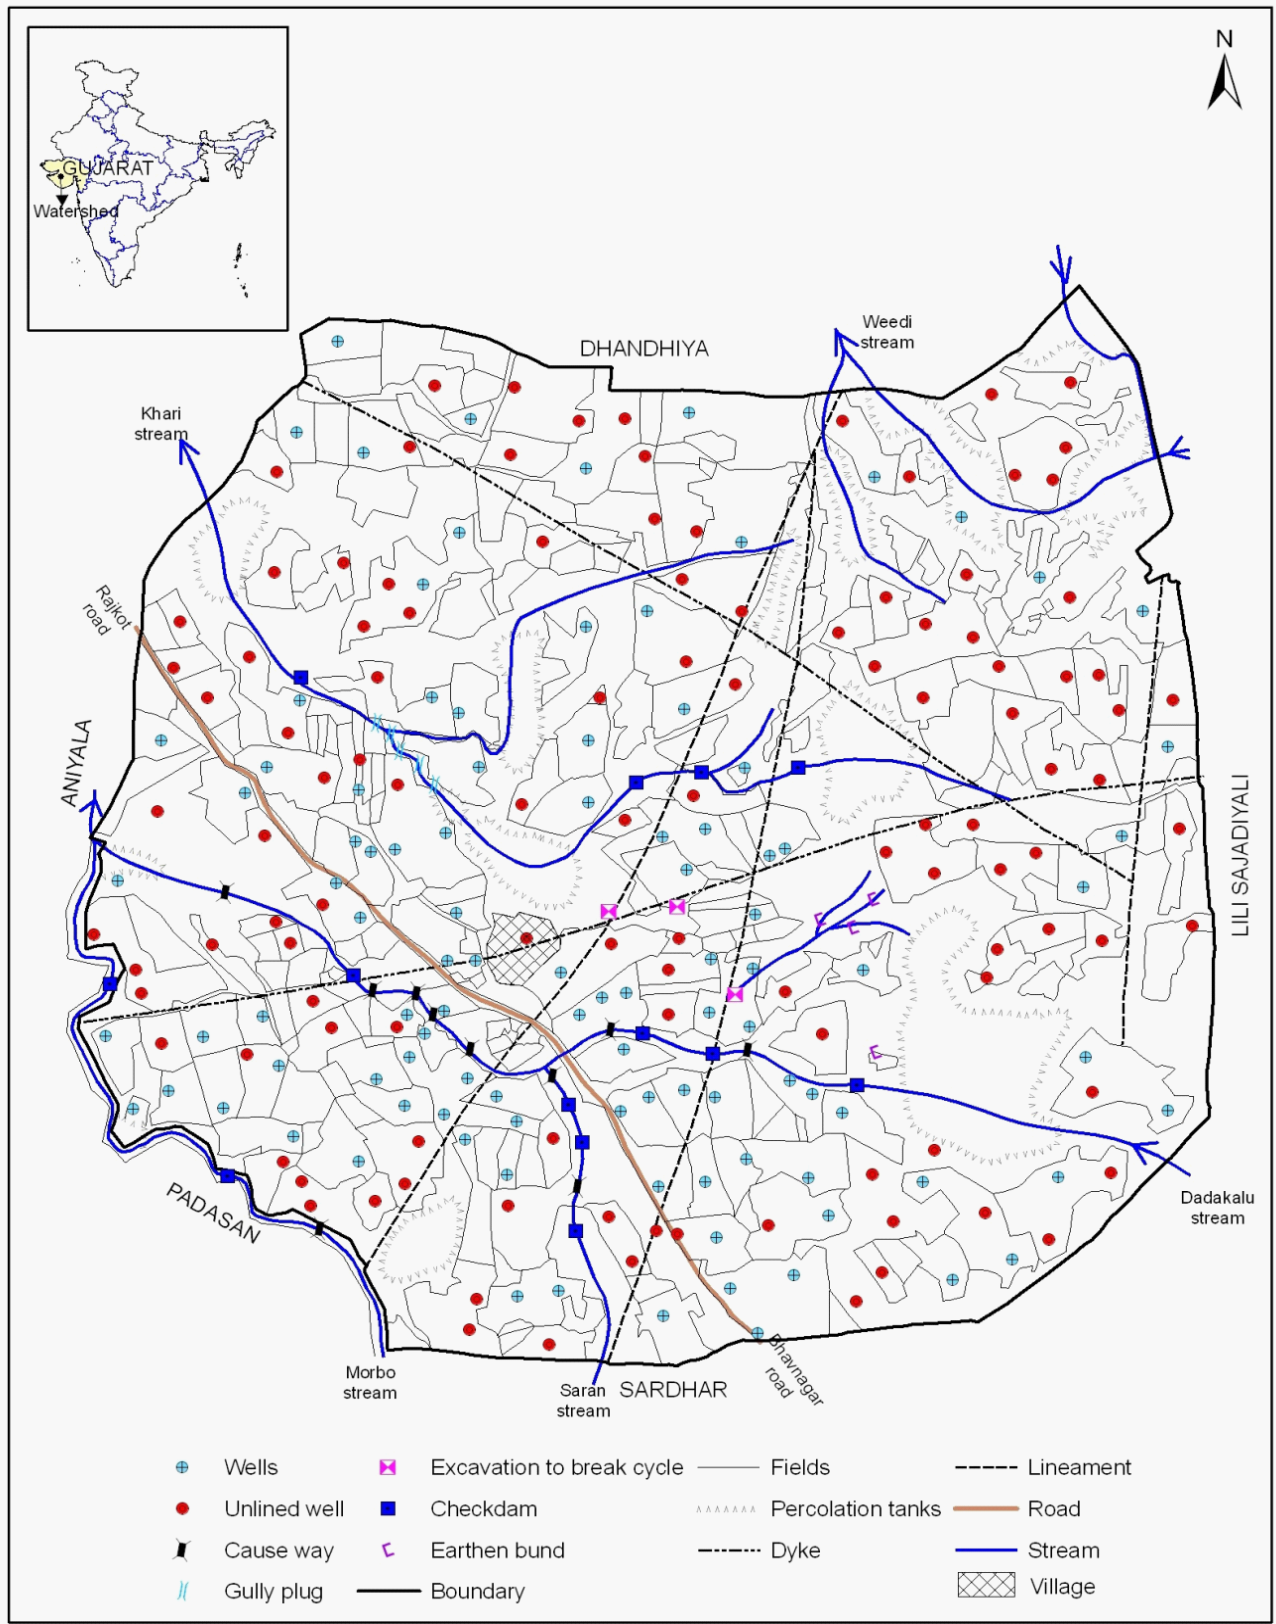 N
GUJARAT
Watershed
Weedi
stream
DHANDHIYA
Khari
stream
Rajkot
road
ANIYALA
LILI SAJADIYALI
PADASAN
Dadakalu
stream
Morbo
stream
Saran
stream
SARDHAR
Bhavnagar
road
Wells
Excavation to break cycle
Fields
Lineament
Unlined well
Checkdam
Percolation tanks
Road
Cause way
Earthen bund
Dyke
Stream
Gully plug
Boundary
Village